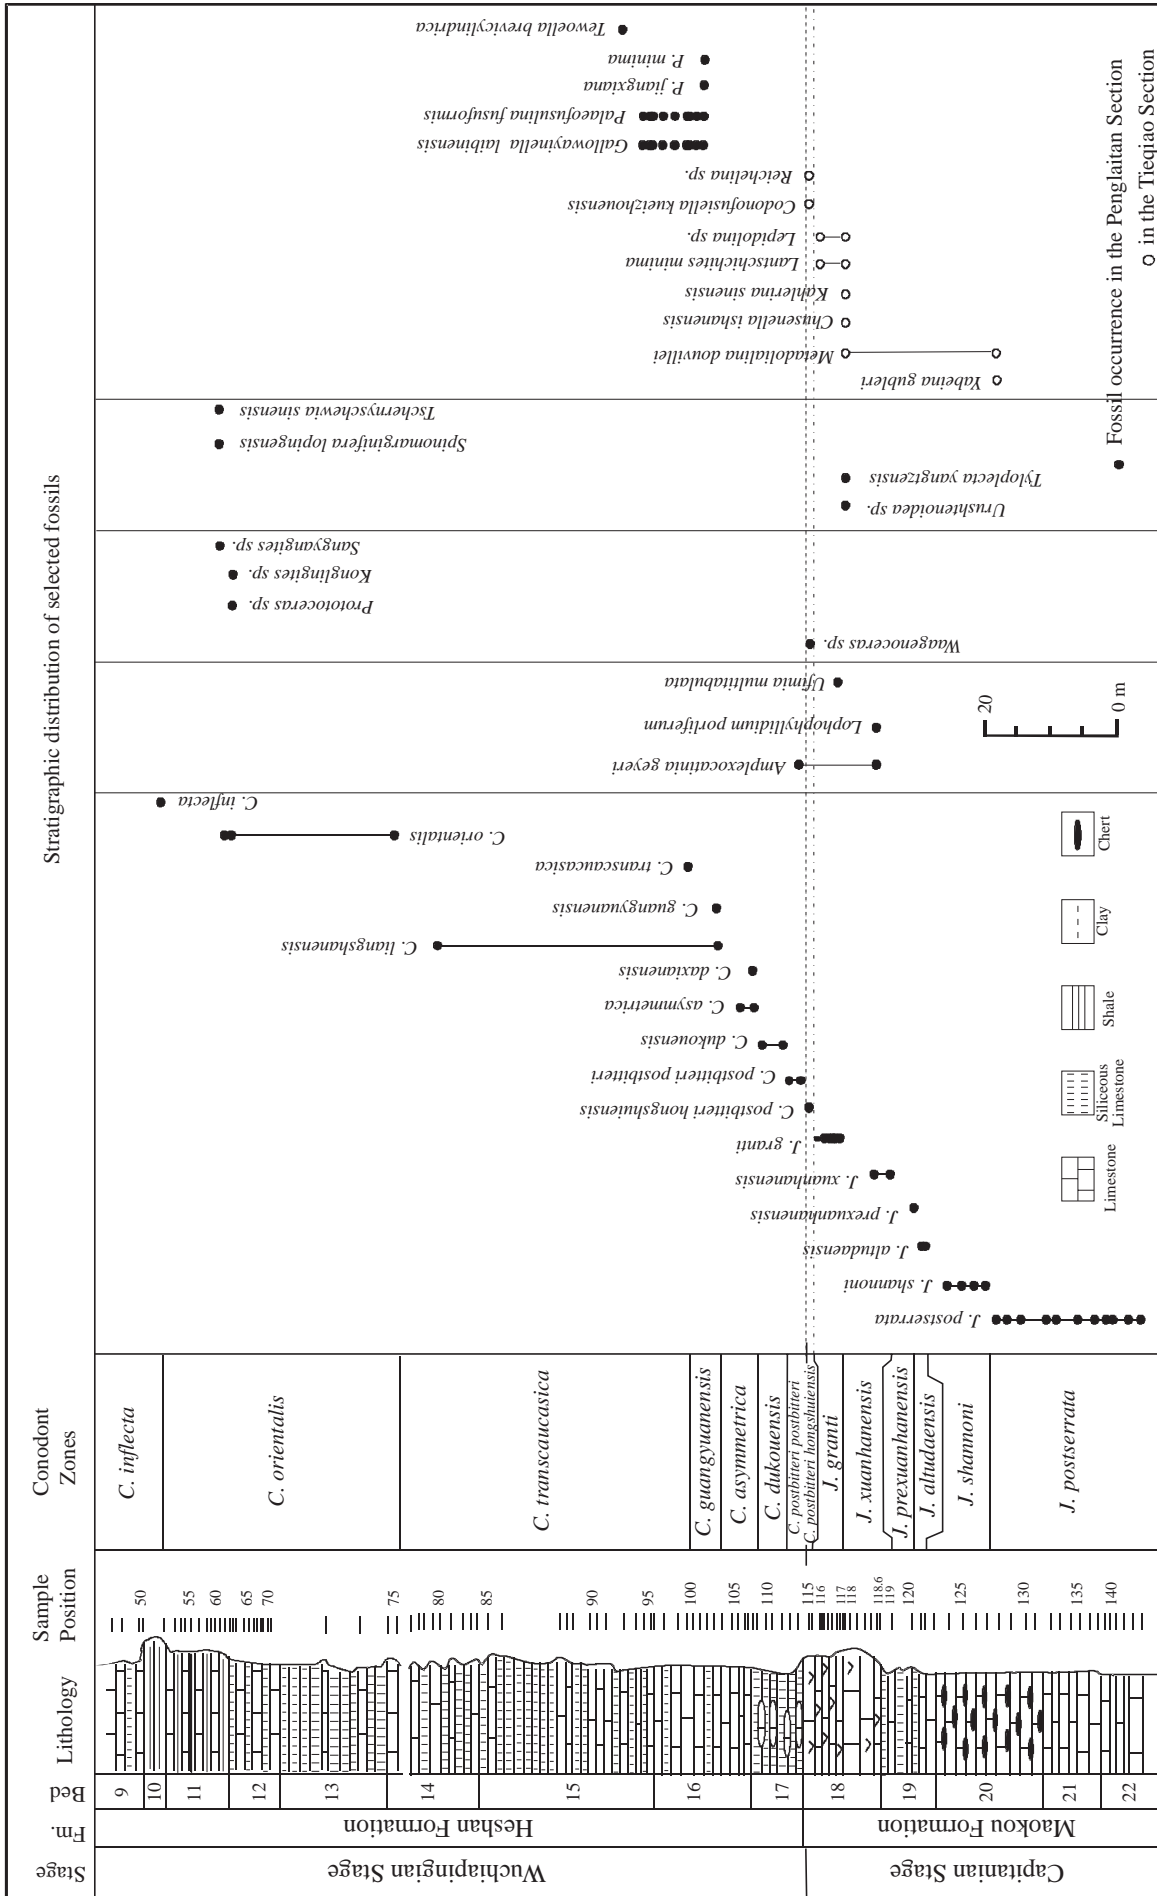 Stratigraphic distribution of selected fossils
Stage
Fm.
Bed
Lithology
Sample
Position
Conodont
Zones
Wuchiapingian Stage
Capitanian Stage
Heshan Formation
Maokou Formation
9
10
11
12
13
14
15
16
17
18
19
20
21
22
50
55
60
65
70
75
80
85
90
95
100
105
110
115
116
117
118
118.6
119
120
125
130
135
140
C. inflecta
C. orientalis
C. transcaucasica
C. guangyuanensis
C. asymmetrica
C. dukouensis
C. postbitteri postbitteri
C. postbitteri hongshuiensis
J. granti
J. xuanhanensis
J. prexuanhanensis
J. altudaensis
J. shannoni
J. postserrata
J. postserrata
J. shannoni
J. altudaensis
J. prexuanhanensis
J. xuanhanensis
J. granti
C. postbitteri hongshuiensis
C. postbitteri postbitteri
C. dukouensis
C. asymmetrica
C. daxianensis
C. liangshanensis
C. guangyuanensis
C. transcaucasica
C. orientalis
C. inflecta
Amplexocatinia geyeri
Lophophyllidium porliferum
Ufimia multitabulata
Waagenoceras sp.
Prototoceras sp.
Konglingites sp.
Sangyangites sp.
Urushtenoidea sp.
Tyloplecta yangtzensis
Spinomarginifera lopingensis
Tschernyschewia sinensis
Yabeina gubleri
Metadolialina douvillei
Chusenella ishanensis
Kahlerina sinensis
Lantschichites minima
Lepidolina sp.
Codonofusiella kueizhouensis
Reichelina sp.
Gallowayinella laibinensis
Palaeofusulina fusuformis
P. jiangxiana
P. minima
Tewoella brevicylindrica
Limestone
Siliceous
Limestone
Shale
Clay
Chert
20
0 m
Fossil occurrence in the Penglaitan Section
in the Tieqiao Section